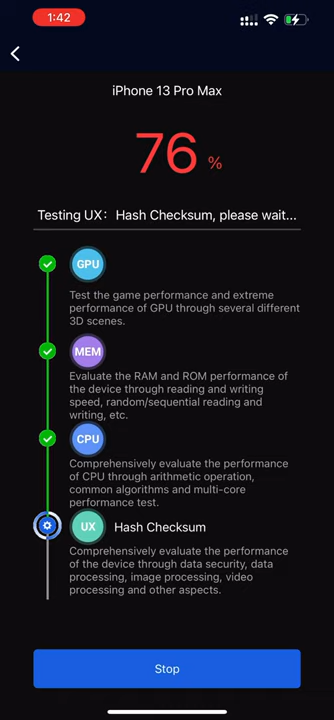 1:42
iPhone 13 Pro Max
76 %
Testing UX: Hash Checksum, please wait...
GPU
Test the game performance and extreme
performance of GPU through several different
3D scenes.
MEM
Evaluate the RAM and ROM performance of
the device through reading and writing
speed, random/sequential reading and
writing, etc.
CPU
Comprehensively evaluate the performance
of CPU through arithmetic operation,
common algorithms and multi-core
performance test.
UX Hash Checksum
Comprehensively evaluate the performance
of the device through data security, data
processing, image processing, video
processing and other aspects.
Stop